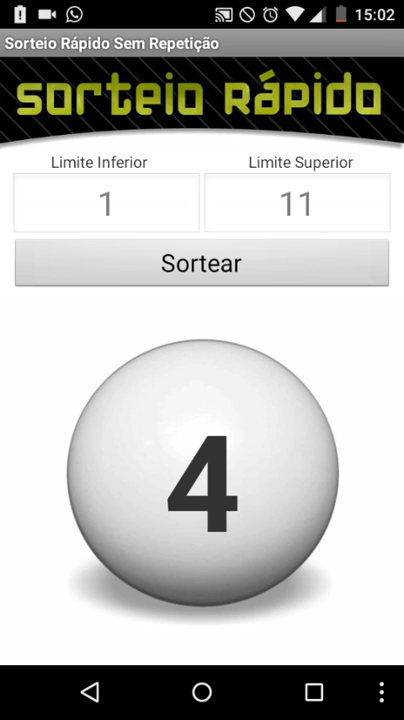 15:02
Sorteio Rápido Sem Repetição
sorteio rápido
Limite Inferior Limite Superior
1 11
Sortear
4